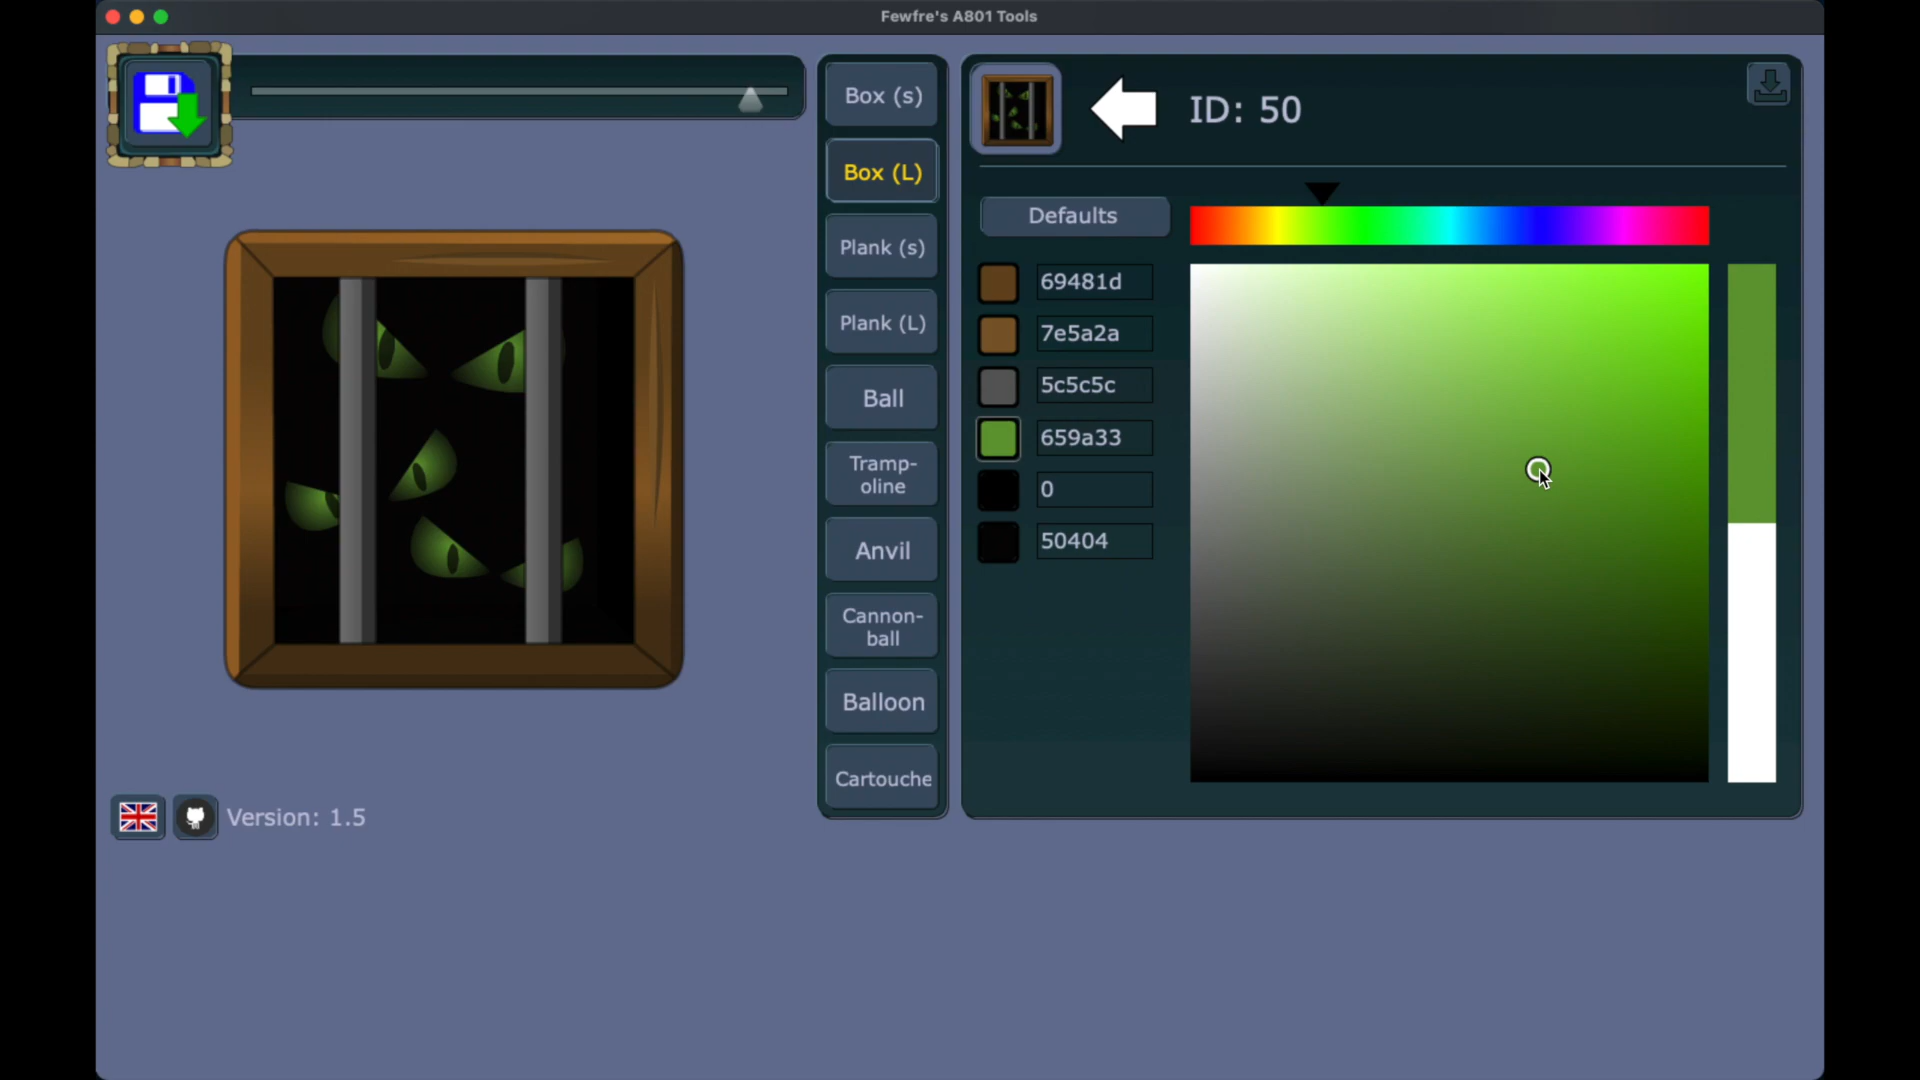 Fewfre's A801 Tools
Box (s)
Box (L)
Plank (s)
Plank (L)
Ball
Tramp-
oline
Anvil
Cannon-
ball
Balloon
Cartouche
ID: 50
Defaults
69481d
7e5a2a
5c5c5c
659a33
0
50404
Version: 1.5